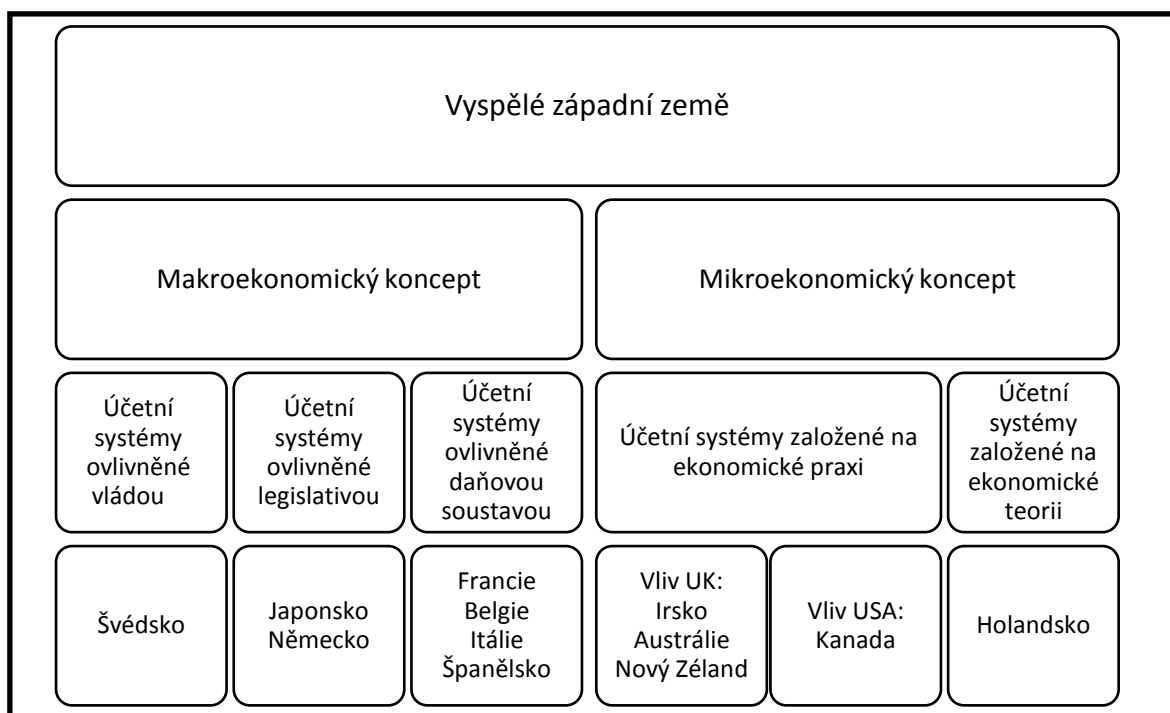 Vyspělé západní země
Makroekonomický koncept
Mikroekonomický koncept
Účetní
systémy
ovlivněné
vládou
Účetní
systémy
ovlivněné
legislativou
Účetní
systémy
ovlivněné
daňovou
soustavou
Účetní systémy založené na
ekonomické praxi
Účetní
systémy
založené na
ekonomické
teorii
Švédsko
Japonsko
Německo
Francie
Belgie
Itálie
Španělsko
Vliv UK:
Irsko
Austrálie
Nový Zéland
Vliv USA:
Kanada
Holandsko